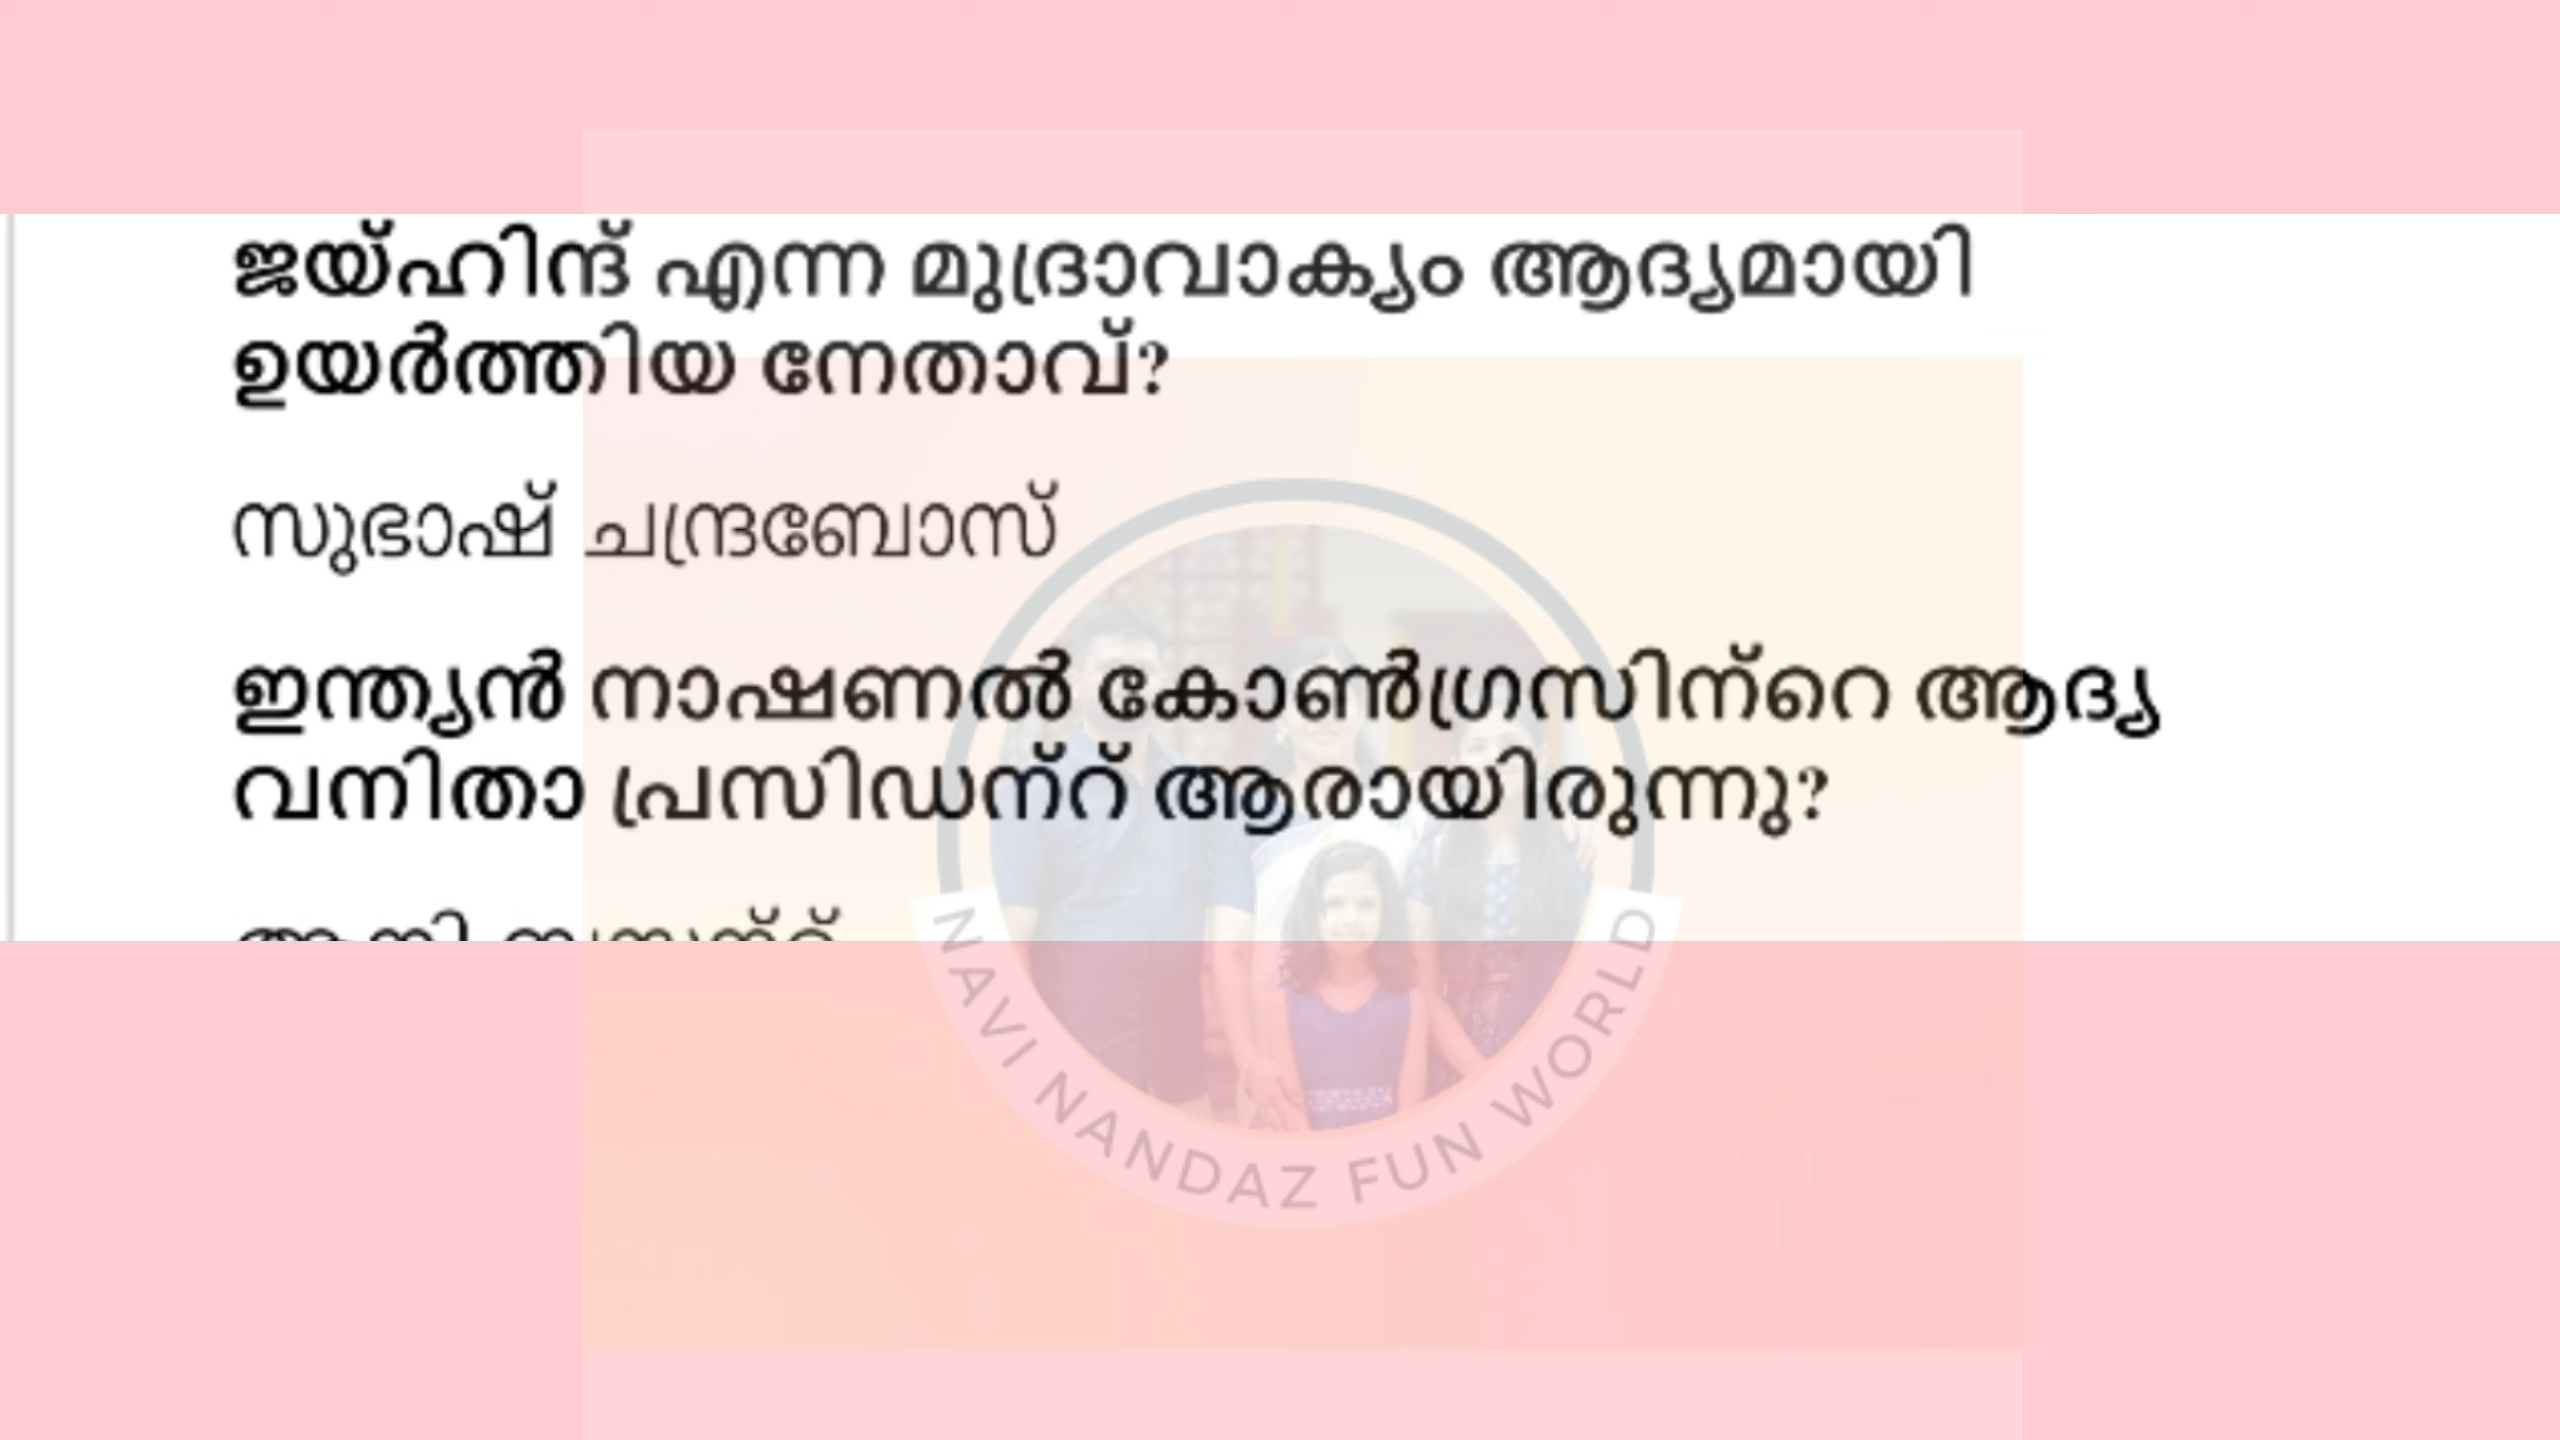 ജയ്ഹിന്ദ് എന്ന മുദ്രാവാക്യം ആദ്യമായി
ഉയർത്തിയ നേതാവ്?
സുഭാഷ് ചന്ദ്രബോസ്
ഇന്ത്യൻ നാഷണൽ കോൺഗ്രസിന്റെ ആദ്യ
വനിതാ പ്രസിഡന്റ് ആരായിരുന്നു?
NAVI NANDAZ FUN WORLD